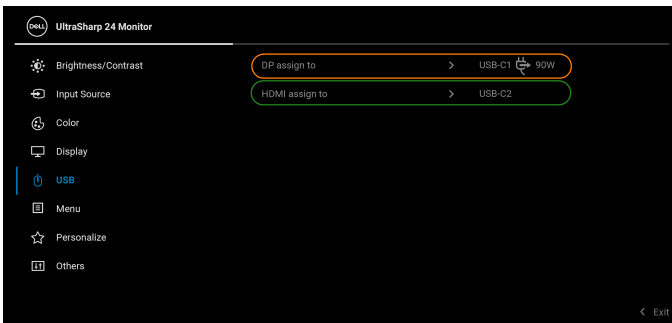 DELL UltraSharp 24 Monitor
Brightness/Contrast
DP assign to > USB-C1 90W
Input Source
HDMI assign to > USB-C2
Color
Display
USB
Menu
Personalize
Others
< Exit